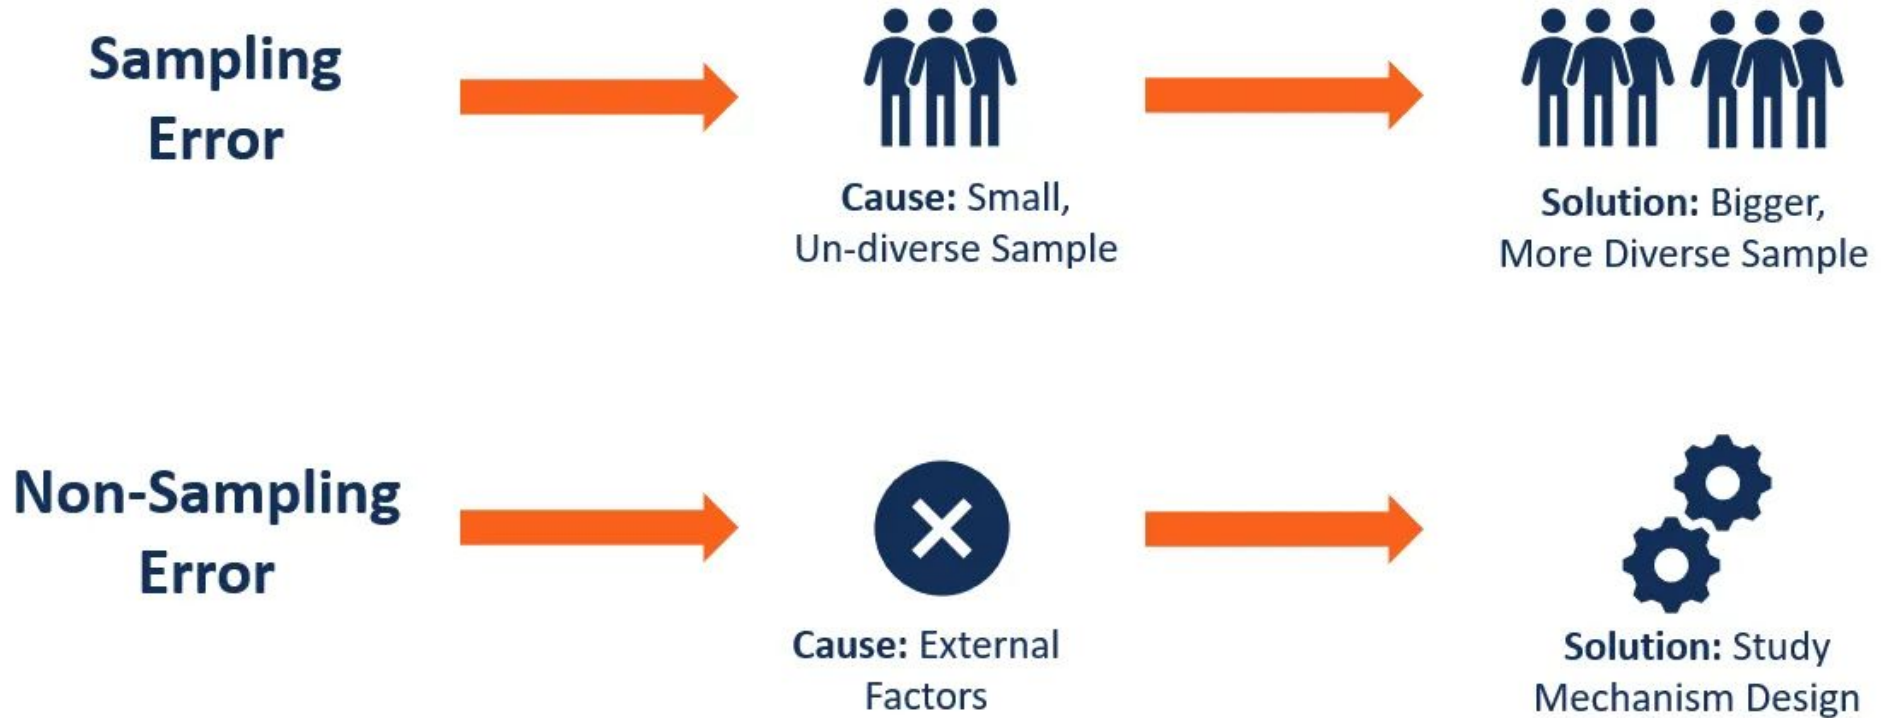 Sampling
Error
Cause: Small,
Un-diverse Sample
Solution: Bigger,
More Diverse Sample
Non-Sampling
Error
Cause: External
Factors
Solution: Study
Mechanism Design